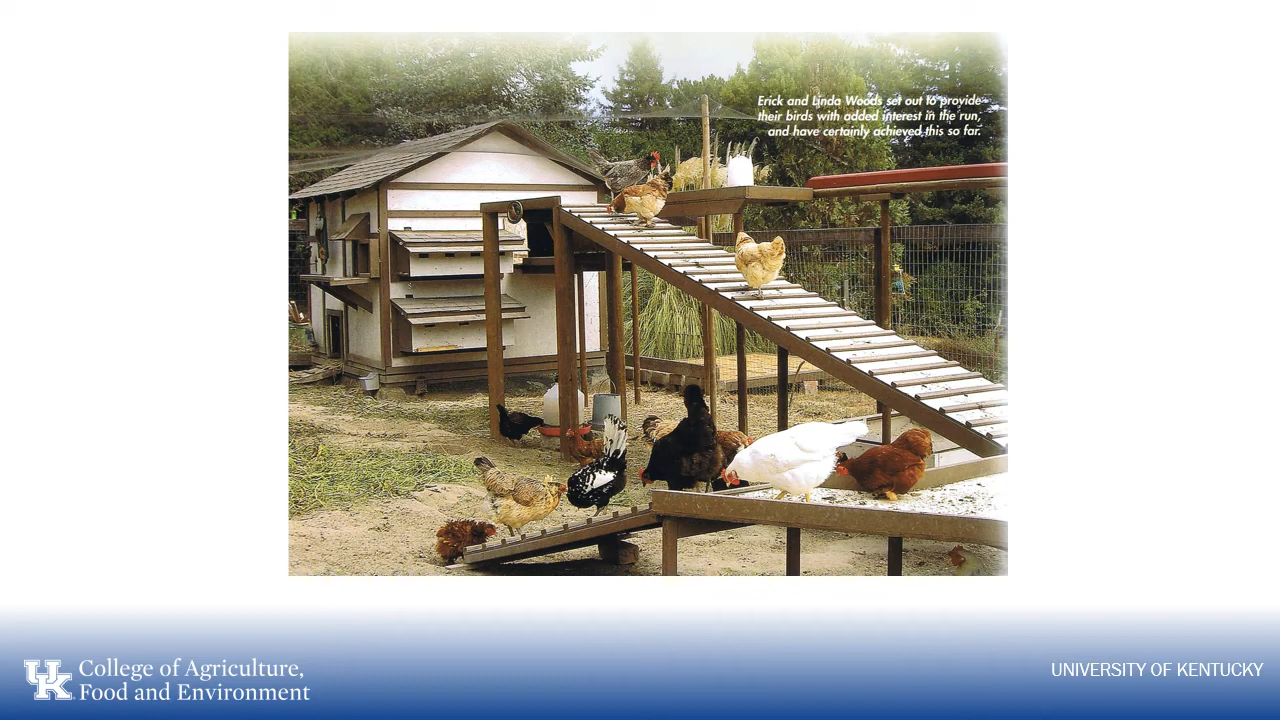 Erick and Linda Woods set out to provide
their birds with added interest in the run,
and have certainly achieved this so far.
UK
College of Agriculture,
Food and Environment
UNIVERSITY OF KENTUCKY